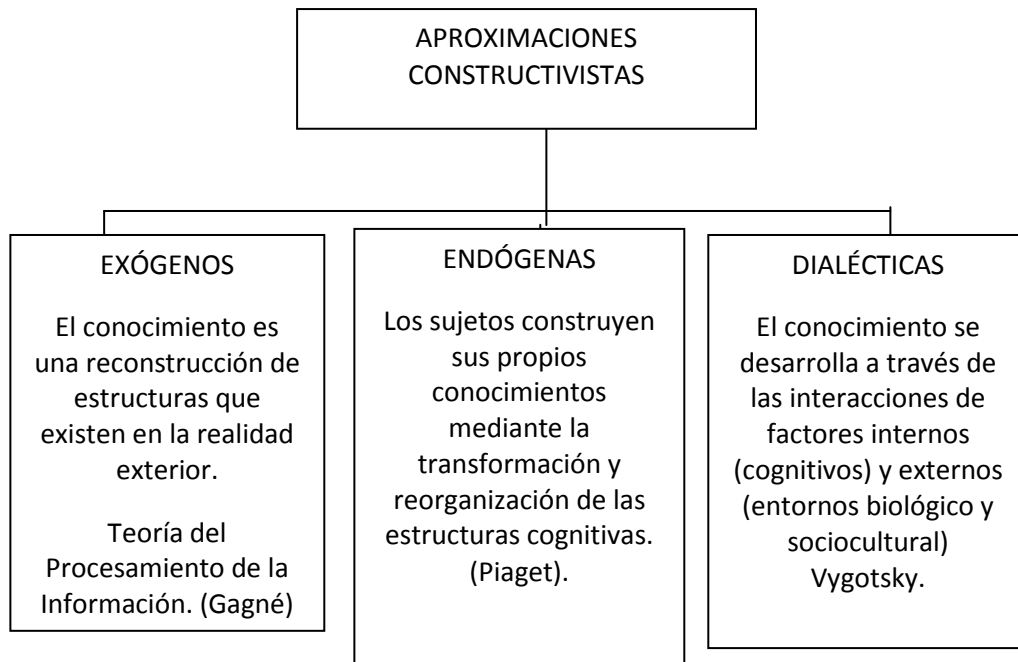 APROXIMACIONES
CONSTRUCTIVISTAS
EXÓGENOS
El conocimiento es
una reconstrucción de
estructuras que
existen en la realidad
exterior.
Teoría del
Procesamiento de la
Información. (Gagné)
ENDÓGENAS
Los sujetos construyen
sus propios
conocimientos
mediante la
transformación y
reorganización de las
estructuras cognitivas.
(Piaget).
DIALÉCTICAS
El conocimiento se
desarrolla a través de
las interacciones de
factores internos
(cognitivos) y externos
(entornos biológico y
sociocultural)
Vygotsky.